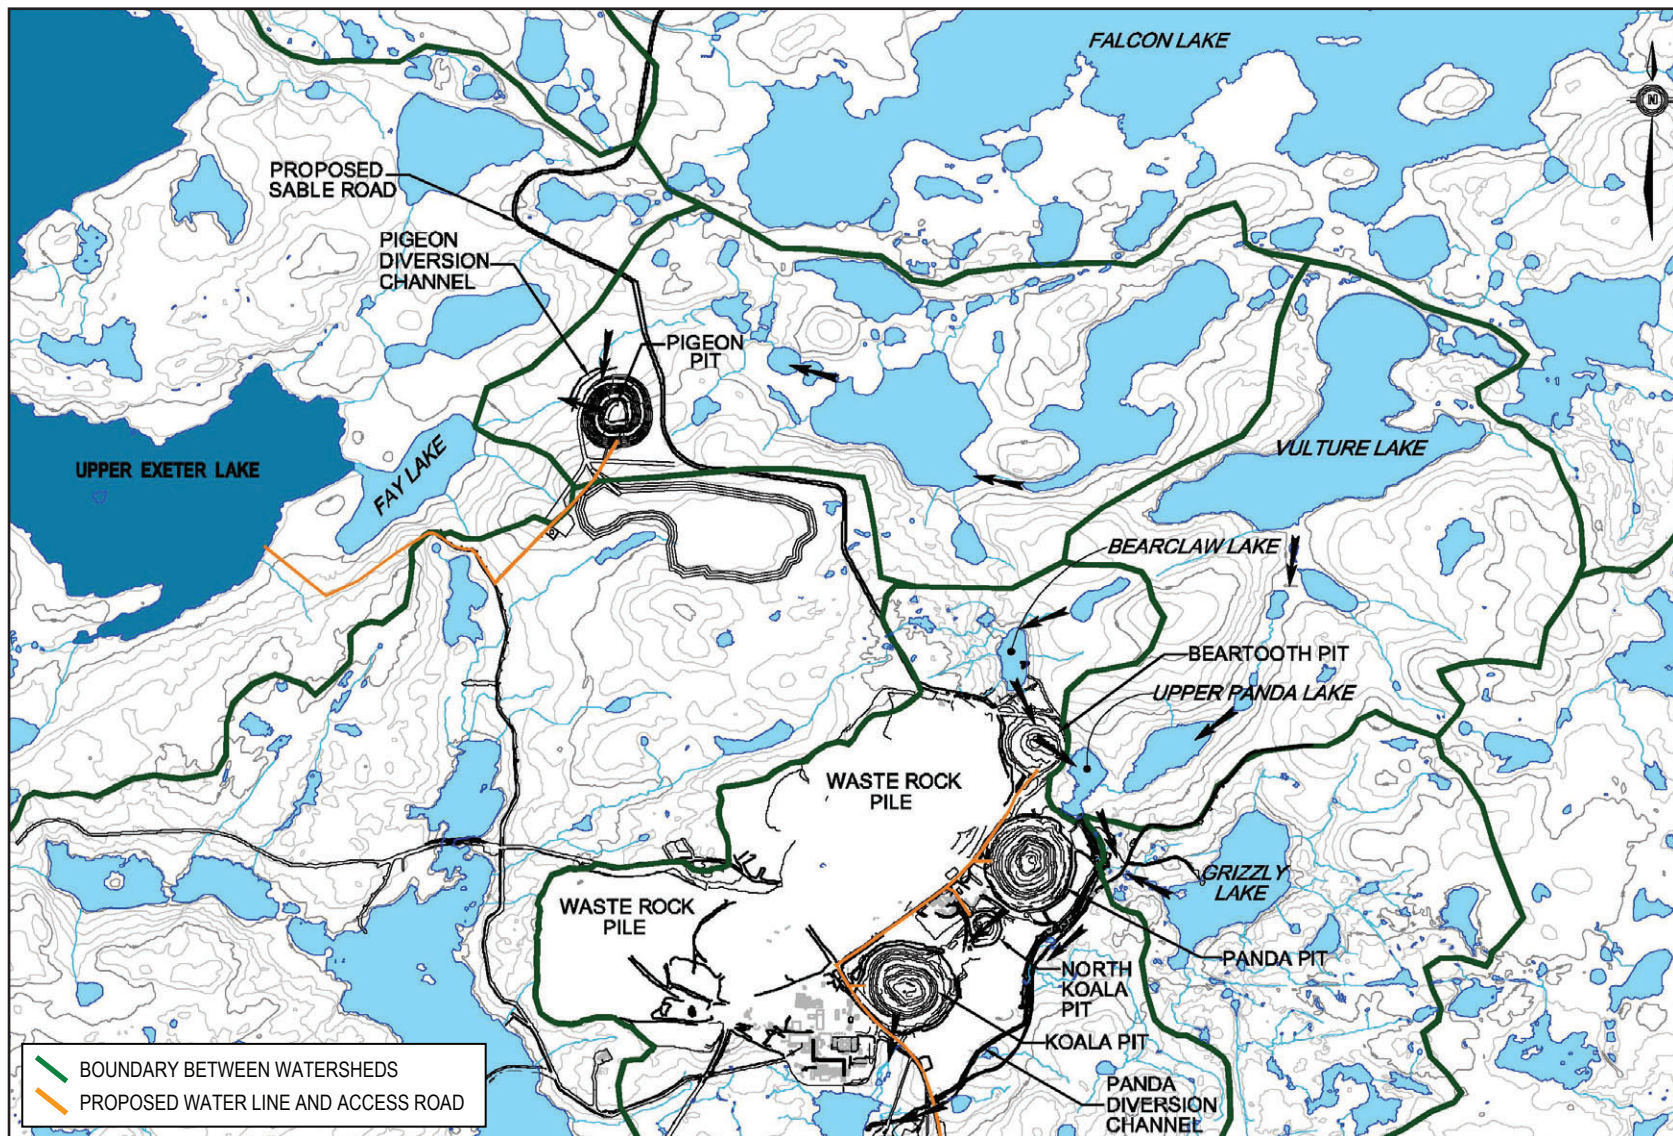 FALCON LAKE
N
PROPOSED
SABLE ROAD
PIGEON
DIVERSION
CHANNEL
PIGEON
PIT
UPPER EXETER LAKE
FAY LAKE
VULTURE LAKE
BEARCLAW LAKE
BEARTOOTH PIT
UPPER PANDA LAKE
WASTE ROCK
PILE
WASTE ROCK
PILE
GRIZZLY
LAKE
PANDA PIT
NORTH
KOALA
PIT
KOALA PIT
PANDA
DIVERSION
CHANNEL
BOUNDARY BETWEEN WATERSHEDS
PROPOSED WATER LINE AND ACCESS ROAD